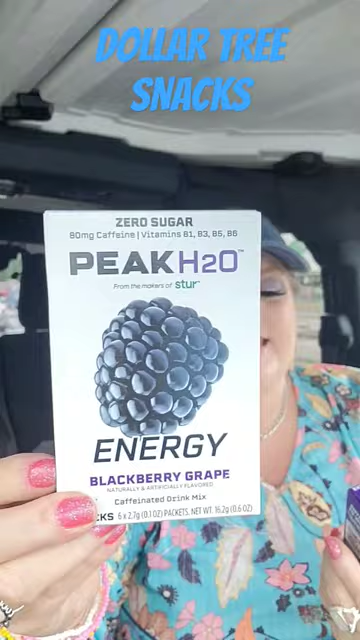 DOLLAR TREE
SNACKS
ZERO SUGAR
80mg Caffeine | Vitamins B1, B3, B5, B6
PEAK H2O™
From the makers of stur™
ENERGY
BLACKBERRY GRAPE
NATURALLY & ARTIFICIALLY FLAVORED
Caffeinated Drink Mix
6 x 2.7g (0.1 OZ) PACKETS, NET WT. 16.2g (0.6 OZ)